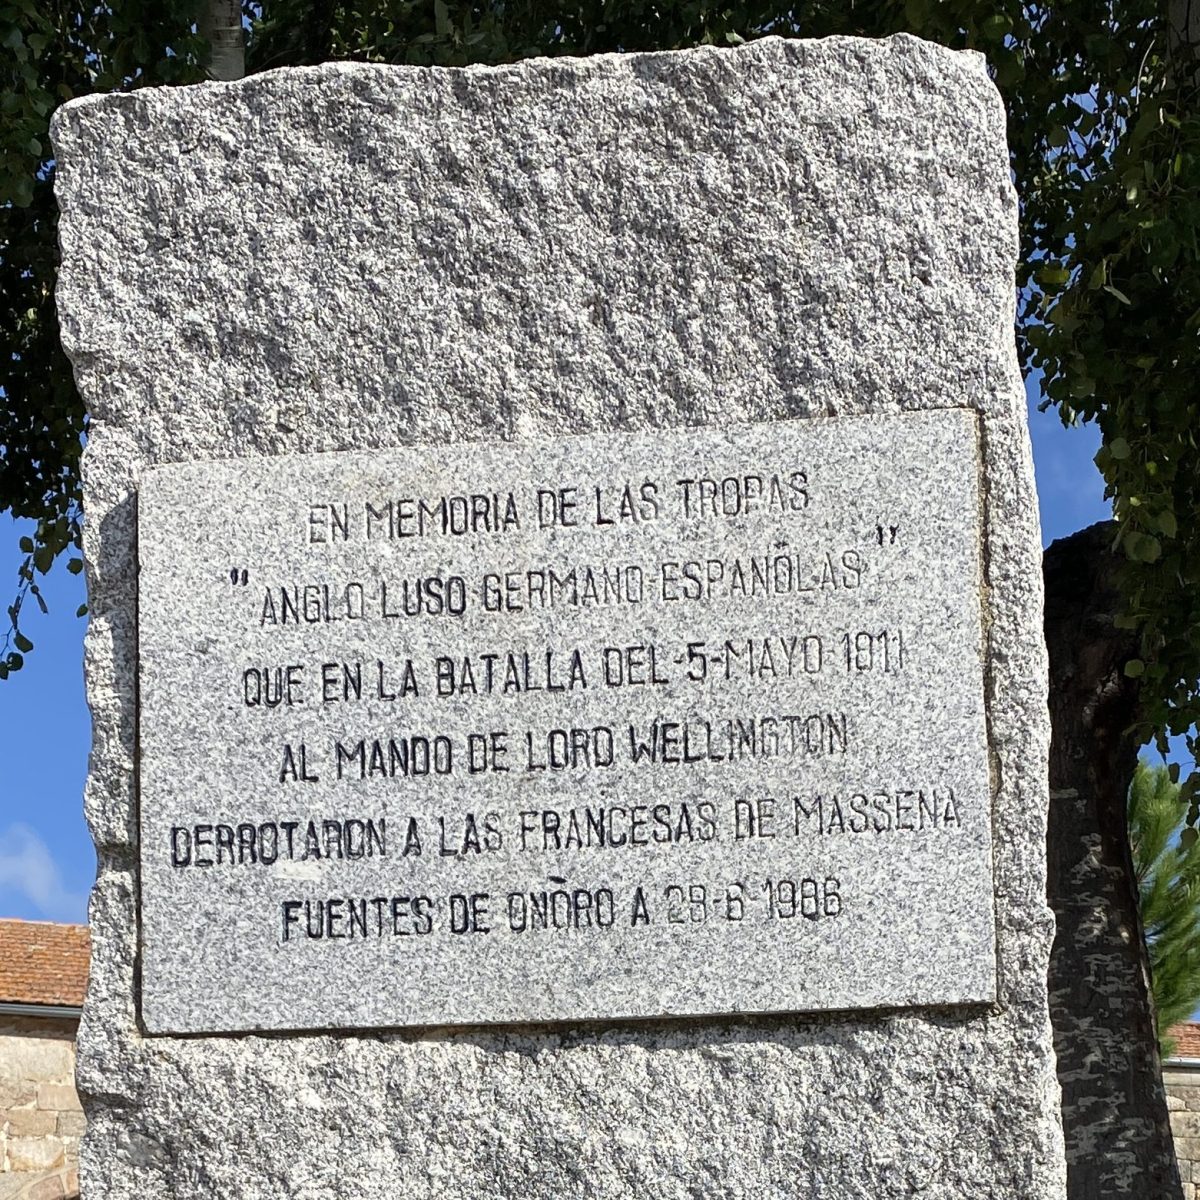 EN MEMORIA DE LAS TROPAS
"ANGLO-LUSO-GERMANO-ESPAÑOLAS"
QUE EN LA BATALLA DEL-5-MAYO-1811
AL MANDO DE LORD WELLINGTON
DERROTARON A LAS FRANCESAS DE MASSENA
FUENTES DE OÑORO A 28-6-1986